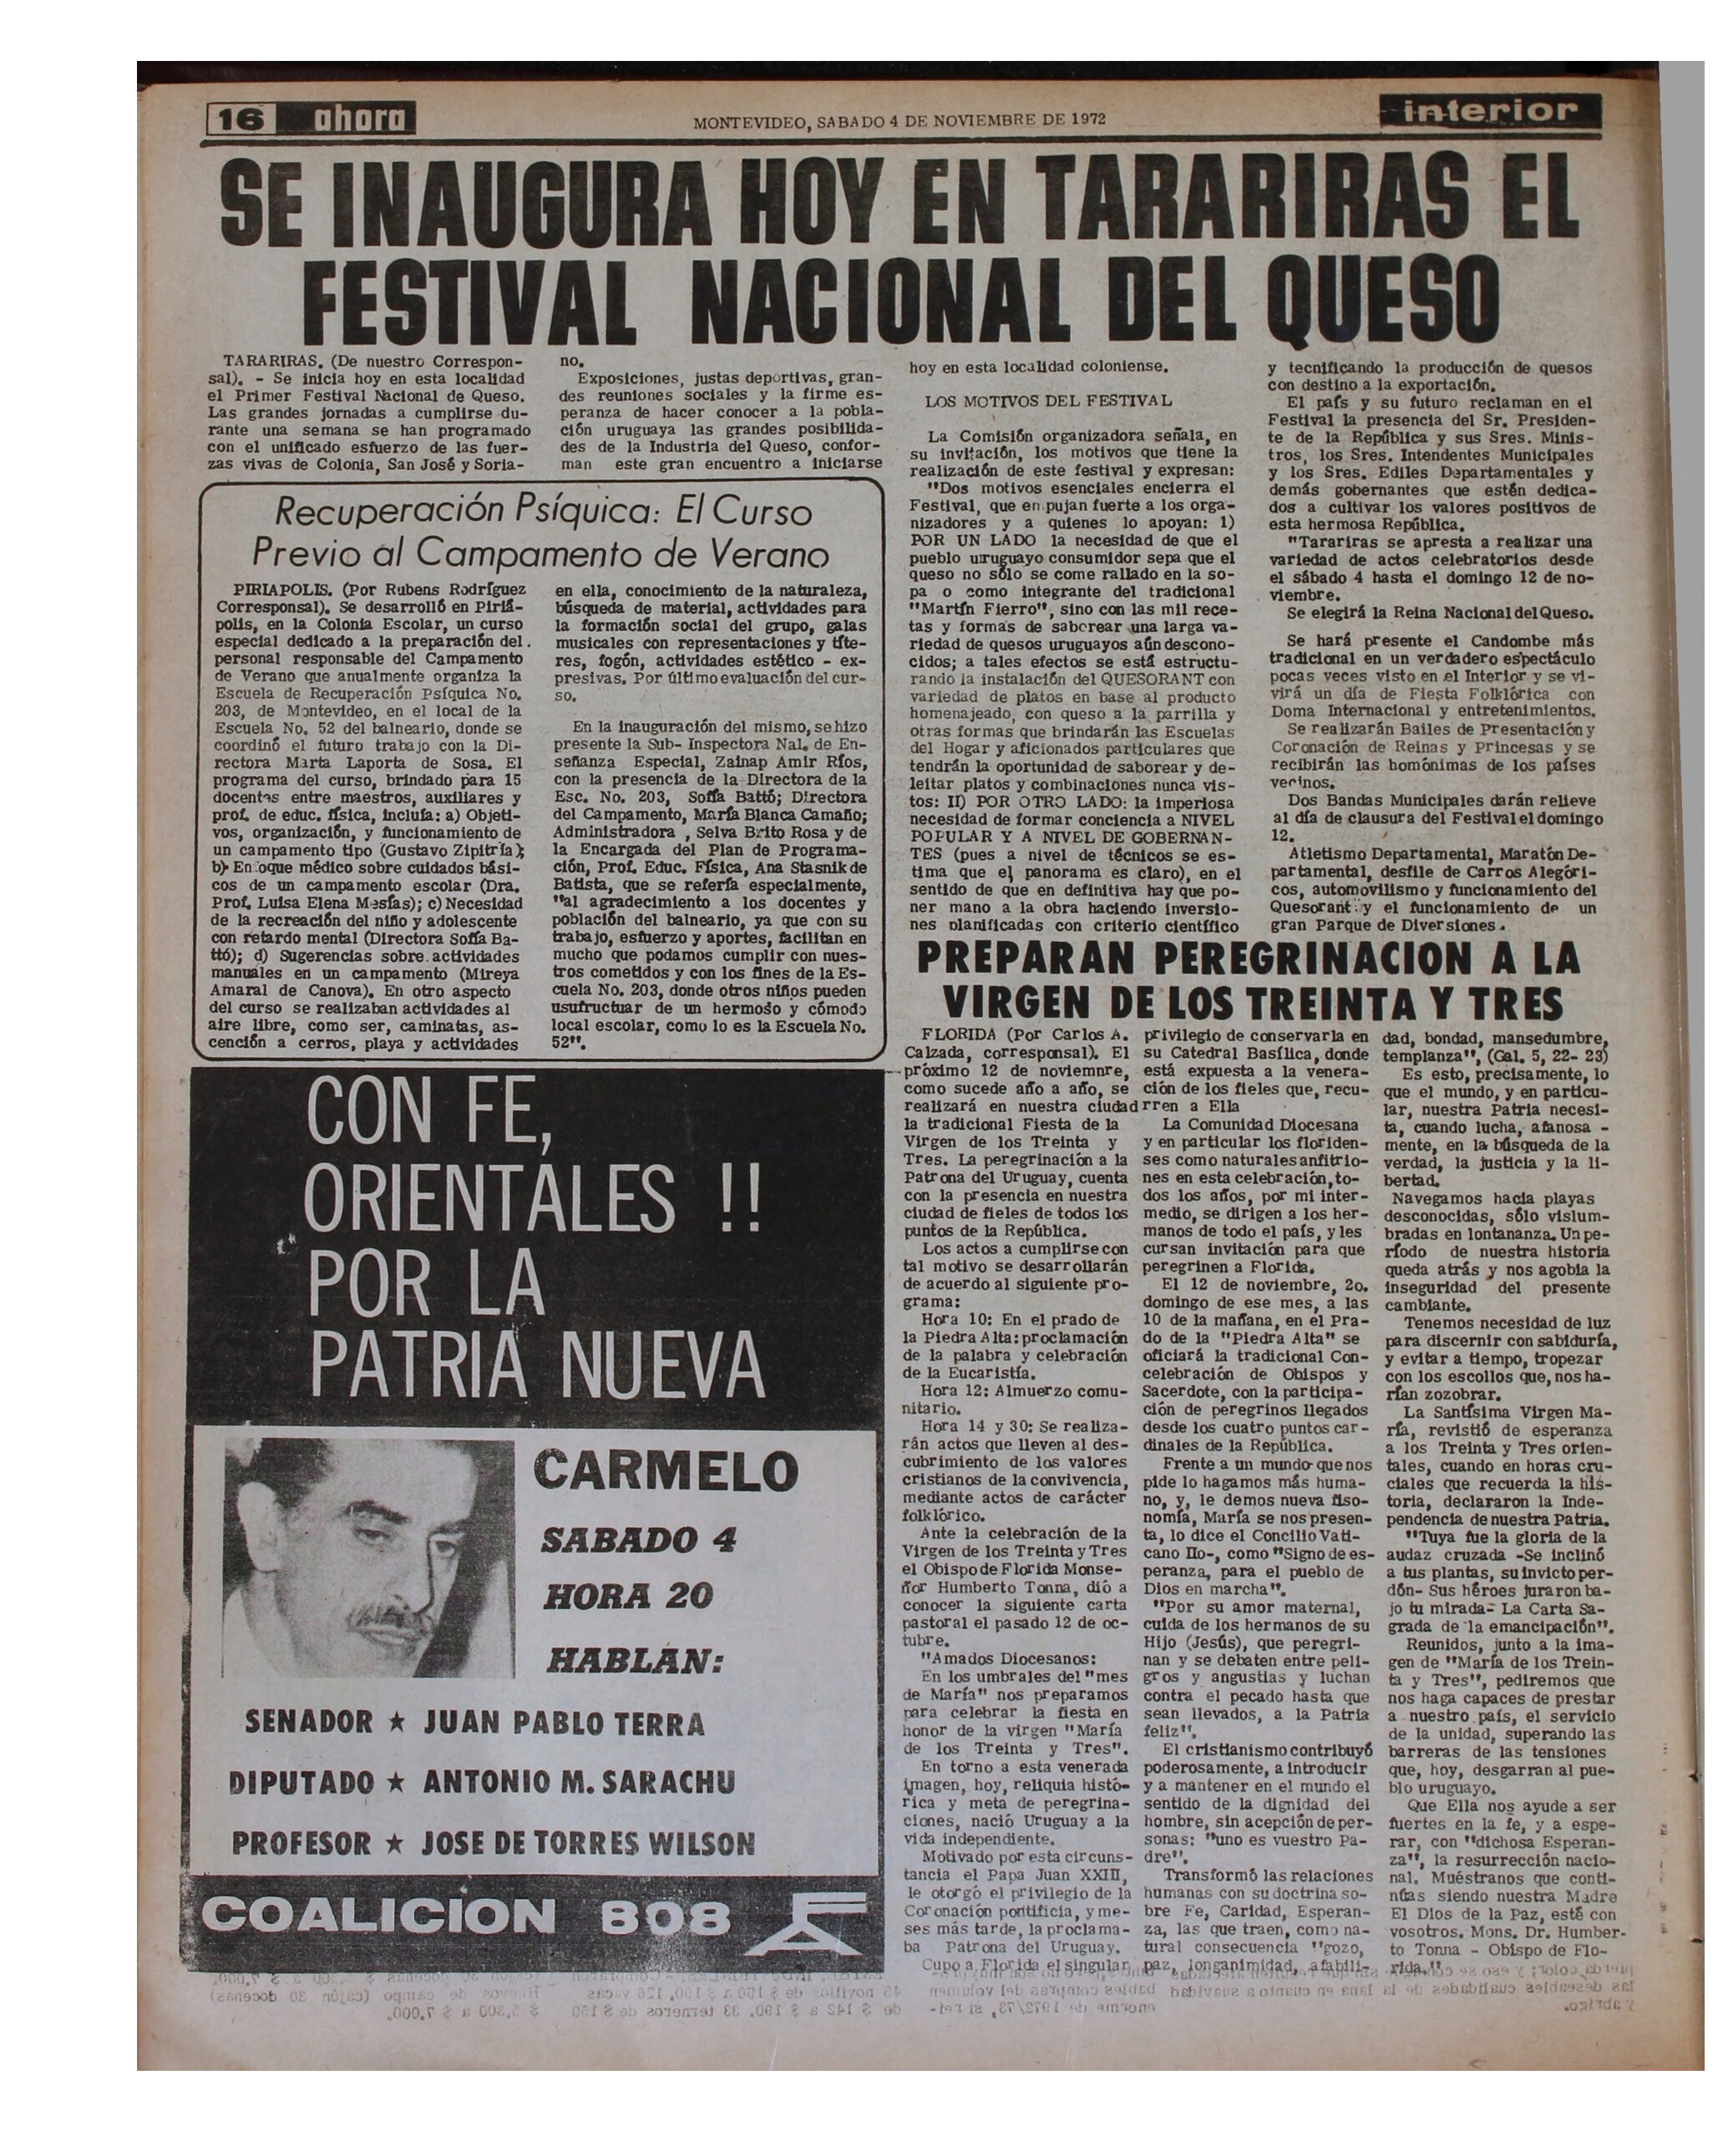 16 ahora
MONTEVIDEO, SABADO 4 DE NOVIEMBRE DE 1972
interior
SE INAUGURA HOY EN TARARIRAS EL
FESTIVAL NACIONAL DEL QUESO
TARARIRAS. (De nuestro Correspon-
sal). - Se inicia hoy en esta localidad
el Primer Festival Nacional de Queso.
Las grandes jornadas a cumplirse du-
rante una semana se han programado
con el unificado esfuerzo de las fuer-
zas vivas de Colonia, San José y Soria-
no.
Exposiciones, justas deportivas, gran-
des reuniones sociales y la firme es-
peranza de hacer conocer a la pobla-
ción uruguaya las grandes posibilida-
des de la Industria del Queso, confor-
man este gran encuentro a iniciarse
hoy en esta localidad coloniense.
LOS MOTIVOS DEL FESTIVAL
La Comisión organizadora señala, en
su invitación, los motivos que tiene la
realización de este festival y expresan:
"Dos motivos esenciales encierra el
Festival, que en pujan fuerte a los orga-
nizadores y a quienes lo apoyan: 1)
POR UN LADO la necesidad de que el
pueblo uruguayo consumidor sepa que el
queso no sólo se come rallado en la so-
pa o como integrante del tradicional
"Martín Fierro", sino con las mil rece-
tas y formas de saborear una larga va-
riedad de quesos uruguayos aún descono-
cidos; a tales efectos se está estructu-
rando la instalación del QUESORANT con
variedad de platos en base al producto
homenajeado, con queso a la parrilla y
otras formas que brindarán las Escuelas
del Hogar y aficionados particulares que
tendrán la oportunidad de saborear y de-
leitar platos y combinaciones nunca vis-
tos: II) POR OTRO LADO: la imperiosa
necesidad de formar conciencia a NIVEL
POPULAR Y A NIVEL DE GOBERNAN-
TES (pues a nivel de técnicos se es-
tima que el panorama es claro), en el
sentido de que en definitiva hay que po-
ner mano a la obra haciendo inversio-
nes planificadas con criterio científico
y tecnificando la producción de quesos
con destino a la exportación.
El país y su futuro reclaman en el
Festival la presencia del Sr. Presiden-
te de la República y sus Sres. Minis-
tros, los Sres. Intendentes Municipales
y los Sres. Ediles Departamentales y
demás gobernantes que estén dedica-
dos a cultivar los valores positivos de
esta hermosa República.
"Tarariras se apresta a realizar una
variedad de actos celebratorios desde
el sábado 4 hasta el domingo 12 de no-
viembre.
Se elegirá la Reina Nacional del Queso.
Se hará presente el Candombe más
tradicional en un verdadero espectáculo
pocas veces visto en el Interior y se vi-
virá un día de Fiesta Folklórica con
Doma Internacional y entretenimientos.
Se realizarán Bailes de Presentación y
Coronación de Reinas y Princesas y se
recibirán las homónimas de los países
vecinos.
Dos Bandas Municipales darán relieve
al día de clausura del Festival el domingo
12.
Atletismo Departamental, Maratón De-
partamental, desfile de Carros Alegóri-
cos, automovilismo y funcionamiento del
Quesorant y el funcionamiento de un
gran Parque de Diversiones.
Recuperación Psíquica: El Curso
Previo al Campamento de Verano
PIRIAPOLIS. (Por Rubens Rodríguez
Corresponsal). Se desarrolló en Piriá-
polis, en la Colonia Escolar, un curso
especial dedicado a la preparación del
personal responsable del Campamento
de Verano que anualmente organiza la
Escuela de Recuperación Psíquica No.
203, de Montevideo, en el local de la
Escuela No. 52 del balneario, donde se
coordinó el futuro trabajo con la Di-
rectora Marta Laporta de Sosa. El
programa del curso, brindado para 15
docentes entre maestros, auxiliares y
prof. de educ. física, incluía: a) Objeti-
vos, organización, y funcionamiento de
un campamento tipo (Gustavo Zipitría);
b) Enfoque médico sobre cuidados bási-
cos de un campamento escolar (Dra.
Prof. Luisa Elena Mesías); c) Necesidad
de la recreación del niño y adolescente
con retardo mental (Directora Soffa Ba-
ttó); d) Sugerencias sobre actividades
manuales en un campamento (Mireya
Amaral de Canova). En otro aspecto
del curso se realizaban actividades al
aire libre, como ser, caminatas, as-
cención a cerros, playa y actividades
en ella, conocimiento de la naturaleza,
búsqueda de material, actividades para
la formación social del grupo, galas
musicales con representaciones y títe-
res, fogón, actividades estético - ex-
presivas. Por último evaluación del cur-
so.
En la inauguración del mismo, se hizo
presente la Sub- Inspectora Nal. de En-
señanza Especial, Zainap Amir Ríos,
con la presencia de la Directora de la
Esc. No. 203, Soffa Battó; Directora
del Campamento, María Blanca Camaño;
Administradora , Selva Brito Rosa y de
la Encargada del Plan de Programa-
ción, Prof. Educ. Física, Ana Stasnik de
Batista, que se refería especialmente,
"al agradecimiento a los docentes y
población del balneario, ya que con su
trabajo, esfuerzo y aportes, facilitan en
mucho que podamos cumplir con nues-
tros cometidos y con los fines de la Es-
cuela No. 203, donde otros niños pueden
usufructuar de un hermoso y cómodo
local escolar, como lo es la Escuela No.
52".
PREPARAN PEREGRINACION A LA
VIRGEN DE LOS TREINTA Y TRES
FLORIDA (Por Carlos A.
Calzada, corresponsal). El
próximo 12 de noviemnre,
como sucede año a año, se
realizará en nuestra ciudad
la tradicional Fiesta de la
Virgen de los Treinta y
Tres. La peregrinación a la
Patrona del Uruguay, cuenta
con la presencia en nuestra
ciudad de fieles de todos los
puntos de la República.
Los actos a cumplirse con
tal motivo se desarrollarán
de acuerdo al siguiente pro-
grama:
Hora 10: En el prado de
la Piedra Alta: proclamación
de la palabra y celebración
de la Eucaristía.
Hora 12: Almuerzo comu-
nitario.
Hora 14 y 30: Se realiza-
rán actos que lleven al des-
cubrimiento de los valores
cristianos de la convivencia,
mediante actos de carácter
folklórico.
Ante la celebración de la
Virgen de los Treinta y Tres
el Obispo de Florida Monse-
ñor Humberto Tonna, dió a
conocer la siguiente carta
pastoral el pasado 12 de oc-
tubre.
"Amados Diocesanos:
En los umbrales del "mes
de María" nos preparamos
para celebrar la fiesta en
honor de la virgen "María
de los Treinta y Tres".
En torno a esta venerada
imagen, hoy, reliquia histó-
rica y meta de peregrina-
ciones, nació Uruguay a la
vida independiente.
Motivado por esta circuns-
tancia el Papa Juan XXIII,
le otorgó el privilegio de la
Coronación pontificia, y me-
ses más tarde, la proclama-
ba Patrona del Uruguay.
Cupo a Florida el singular
privilegio de conservarla en
su Catedral Basílica, donde
está expuesta a la venera-
ción de los fieles que, recu-
rren a Ella
La Comunidad Diocesana
y en particular los floriden-
ses como naturales anfitrio-
nes en esta celebración, to-
dos los años, por mi inter-
medio, se dirigen a los her-
manos de todo el país, y les
cursan invitación para que
peregrinen a Florida.
El 12 de noviembre, 2o.
domingo de ese mes, a las
10 de la mañana, en el Pra-
do de la "Piedra Alta" se
oficiará la tradicional Con-
celebración de Obispos y
Sacerdote, con la participa-
ción de peregrinos llegados
desde los cuatro puntos car-
dinales de la República.
Frente a un mundo que nos
pide lo hagamos más huma-
no, y, le demos nueva fiso-
nomía, María se nos presen-
ta, lo dice el Concilio Vati-
cano IIo-, como "Signo de es-
peranza, para el pueblo de
Dios en marcha".
"Por su amor maternal,
cuida de los hermanos de su
Hijo (Jesús), que peregri-
nan y se debaten entre peli-
gros y angustias y luchan
contra el pecado hasta que
sean llevados, a la Patria
feliz".
El cristianismo contribuyó
poderosamente, a introducir
y a mantener en el mundo el
sentido de la dignidad del
hombre, sin acepción de per-
sonas: "uno es vuestro Pa-
dre".
Transformó las relaciones
humanas con su doctrina so-
bre Fe, Caridad, Esperan-
za, las que traen, como na-
tural consecuencia "gozo,
paz, longanimidad, afabili-
dad, bondad, mansedumbre,
templanza", (Gal. 5, 22- 23)
Es esto, precisamente, lo
que el mundo, y en particu-
lar, nuestra Patria necesi-
ta, cuando lucha, afanosa -
mente, en la búsqueda de la
verdad, la justicia y la li-
bertad.
Navegamos hacia playas
desconocidas, sólo vislum-
bradas en lontananza. Un pe-
ríodo de nuestra historia
queda atrás y nos agobia la
inseguridad del presente
cambiante.
Tenemos necesidad de luz
para discernir con sabiduría,
y evitar a tiempo, tropezar
con los escollos que, nos ha-
rían zozobrar.
La Santísima Virgen Ma-
ría, revistió de esperanza
a los Treinta y Tres orien-
tales, cuando en horas cru-
ciales que recuerda la his-
toria, declararon la Inde-
pendencia de nuestra Patria.
"Tuya fue la gloria de la
audaz cruzada -Se inclinó
a tus plantas, su invicto per-
dón- Sus héroes juraron ba-
jo tu mirada- La Carta Sa-
grada de la emancipación".
Reunidos, junto a la ima-
gen de "María de los Trein-
ta y Tres", pediremos que
nos haga capaces de prestar
a nuestro país, el servicio
de la unidad, superando las
barreras de las tensiones
que, hoy, desgarran al pue-
blo uruguayo.
Que Ella nos ayude a ser
fuertes en la fe, y a espe-
rar, con "dichosa Esperan-
za", la resurrección nacio-
nal. Muéstranos que conti-
núas siendo nuestra Madre
El Dios de la Paz, esté con
vosotros. Mons. Dr. Humber-
to Tonna - Obispo de Flo-
rida."
CON FE,
ORIENTALES !!
POR LA
PATRIA NUEVA
CARMELO
SABADO 4
HORA 20
HABLAN:
SENADOR ★ JUAN PABLO TERRA
DIPUTADO ★ ANTONIO M. SARACHU
PROFESOR ★ JOSE DE TORRES WILSON
COALICION 808 FA